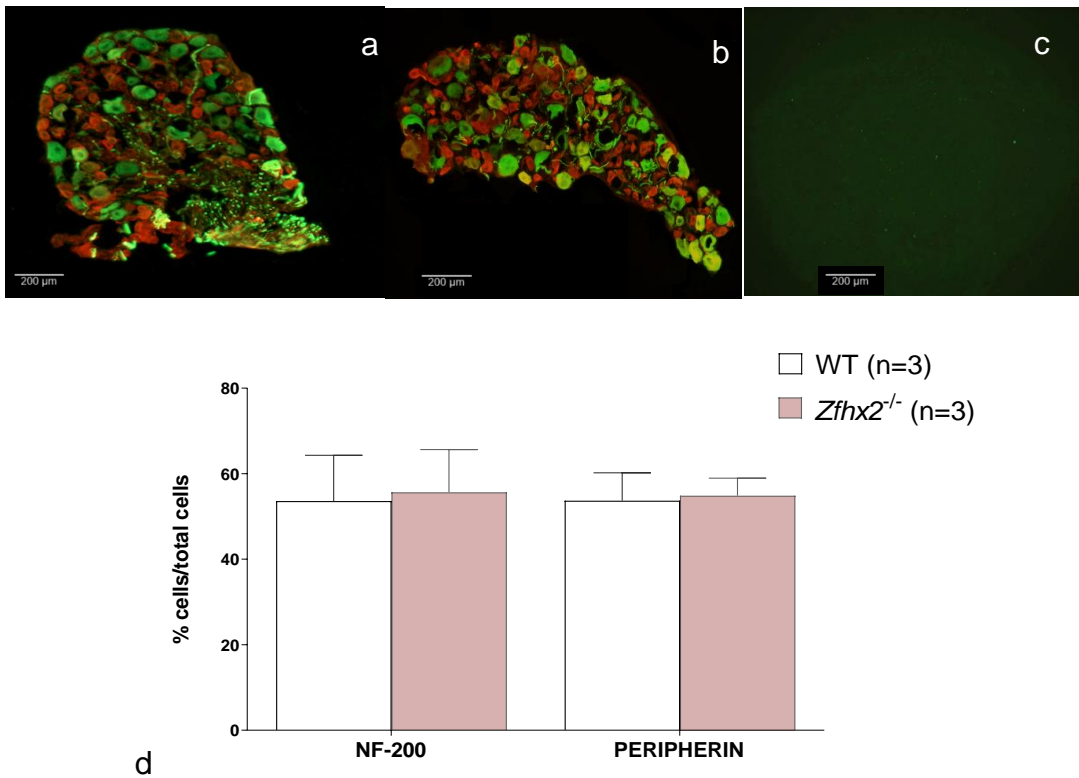 a
b
c
200 µm
200 µm
200 µm
WT (n=3)
Zfhx2-/- (n=3)
80
60
40
20
0
% cells/total cells
NF-200
PERIPHERIN
d